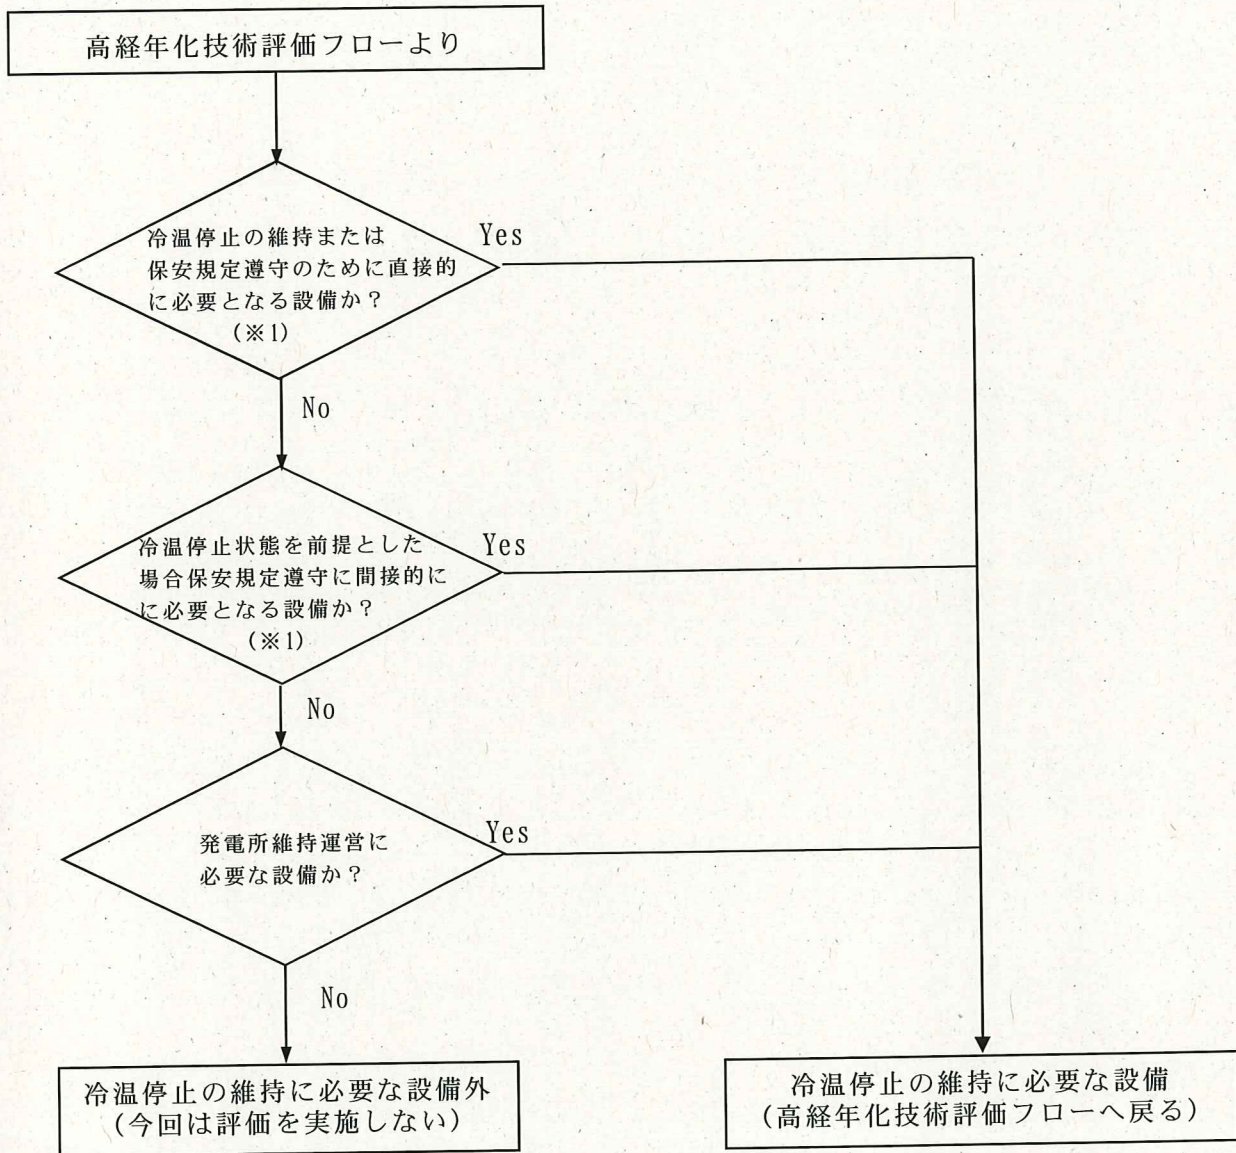 高経年化技術評価フローより
冷温停止の維持または
保安規定遵守のために直接的
に必要となる設備か？
(※1)
Yes
No
冷温停止状態を前提とした
場合保安規定遵守に間接的に
に必要となる設備か？
(※1)
Yes
No
発電所維持運営に
必要な設備か？
Yes
No
冷温停止の維持に必要な設備外
(今回は評価を実施しない)
冷温停止の維持に必要な設備
(高経年化技術評価フローへ戻る)